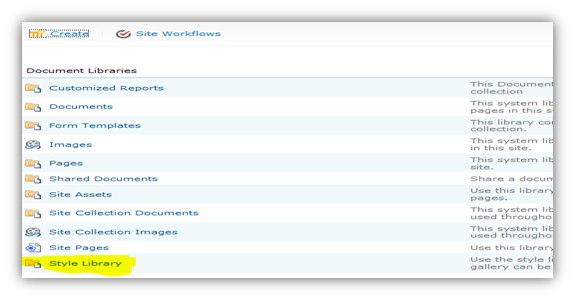 Create Site Workflows
Document Libraries
Customized Reports This Document
collection
Documents This system lib
pages in this s
Form Templates This library con
collection.
Images This system lib
in this site.
Pages This system lib
site.
Shared Documents Share a docum
Site Assets Use this library
pages.
Site Collection Documents This system lib
used througho
Site Collection Images This system lib
used througho
Site Pages Use this library
Style Library Use the style li
gallery can be